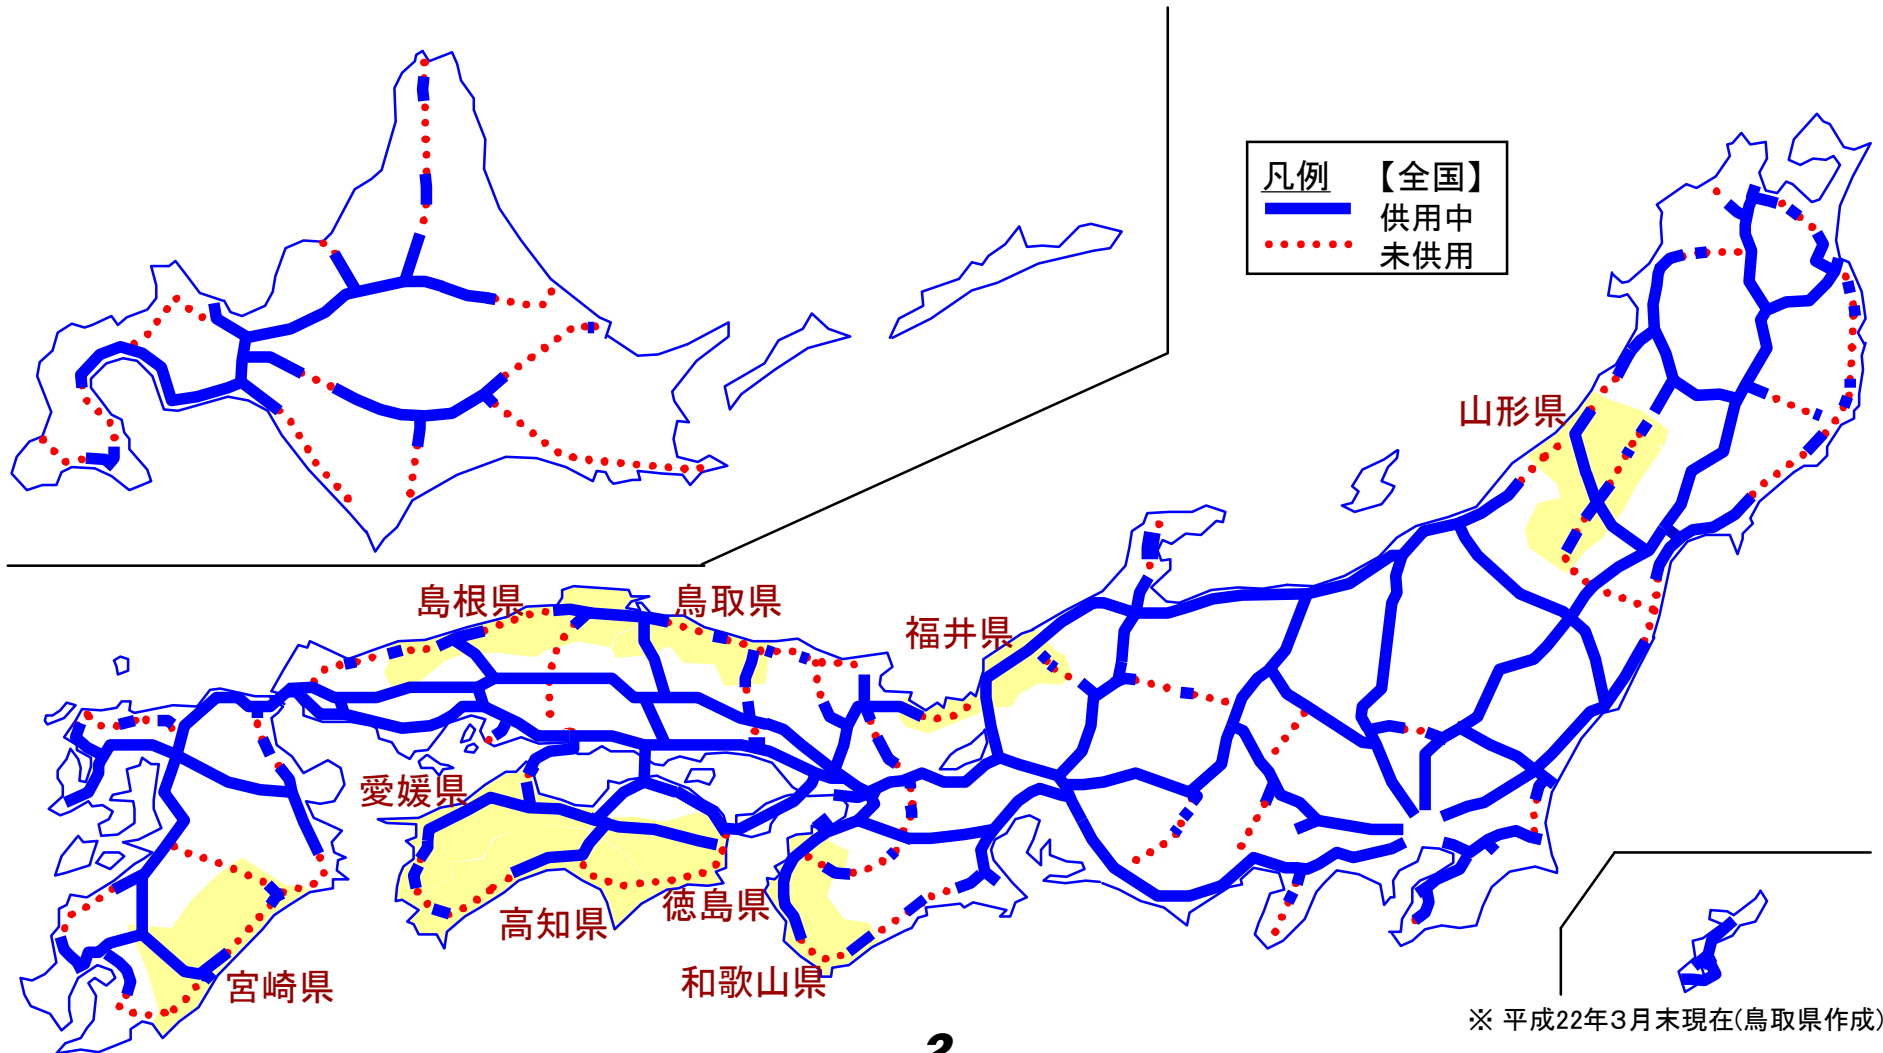 凡例 【全国】
供用中
未供用
山形県
島根県
鳥取県
福井県
愛媛県
高知県
徳島県
和歌山県
宮崎県
※ 平成22年3月末現在(鳥取県作成)
2